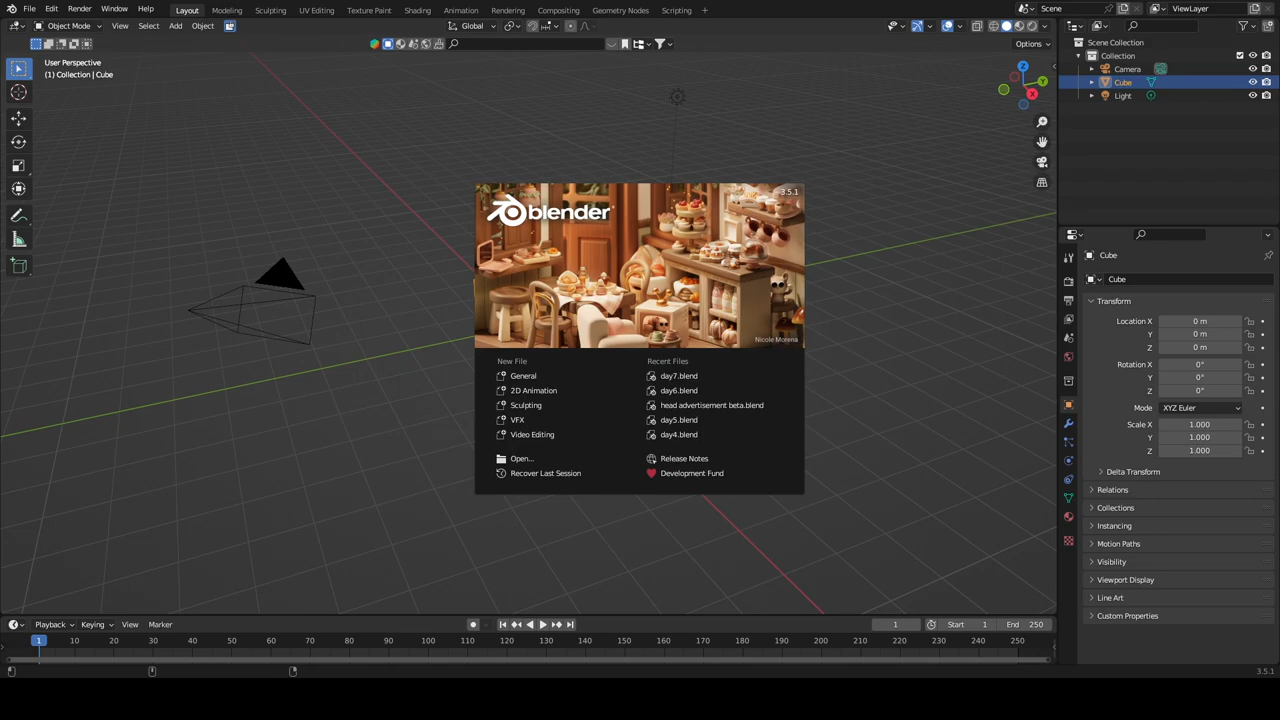 File Edit Render Window Help Layout Modeling Sculpting UV Editing Texture Paint Shading Animation Rendering Compositing Geometry Nodes Scripting + Scene ViewLayer
Object Mode View Select Add Object Global
Options
User Perspective
(1) Collection | Cube
Z
Y
X
Scene Collection
Collection
Camera
Cube
Light
blender
3.5.1
Nicole Morena
New File
General
2D Animation
Sculpting
VFX
Video Editing
Open...
Recover Last Session
Recent Files
day7.blend
day6.blend
head advertisement beta.blend
day5.blend
day4.blend
Release Notes
Development Fund
Cube
Cube
Transform
Location X 0 m
Y 0 m
Z 0 m
Rotation X 0°
Y 0°
Z 0°
Mode XYZ Euler
Scale X 1.000
Y 1.000
Z 1.000
Delta Transform
Relations
Collections
Instancing
Motion Paths
Visibility
Viewport Display
Line Art
Custom Properties
Playback Keying View Marker 1 Start 1 End 250
1 10 20 30 40 50 60 70 80 90 100 110 120 130 140 150 160 170 180 190 200 210 220 230 240 250
3.5.1